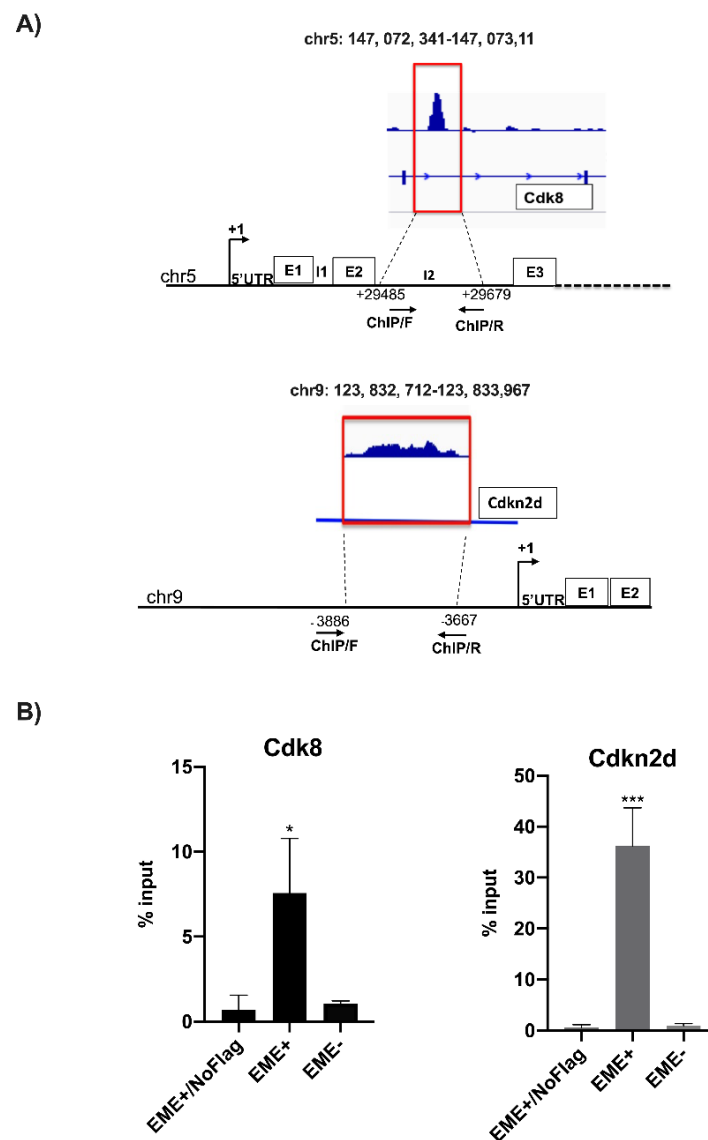 A)
chr5: 147, 072, 341-147, 073,11
Cdk8
+1
chr5 5'UTR E1 I1 E2 I2 E3
+29485 +29679
ChIP/F ChIP/R
chr9: 123, 832, 712-123, 833,967
Cdkn2d
+1
chr9 5'UTR E1 E2
- 3886 -3667
ChIP/F ChIP/R
B)
Cdk8
% input
15
10
5
0
*
EME+/NoFlag
EME+
EME-
Cdkn2d
% input
50
40
30
20
10
0
***
EME+/NoFlag
EME+
EME-